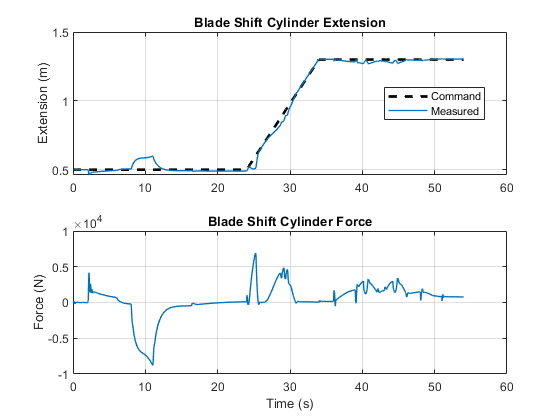 Blade Shift Cylinder Extension
1.5
1
0.5
Extension (m)
Command
Measured
0 10 20 30 40 50 60
Blade Shift Cylinder Force
×10^4
1
0.5
0
-0.5
-1
Force (N)
0 10 20 30 40 50 60
Time (s)